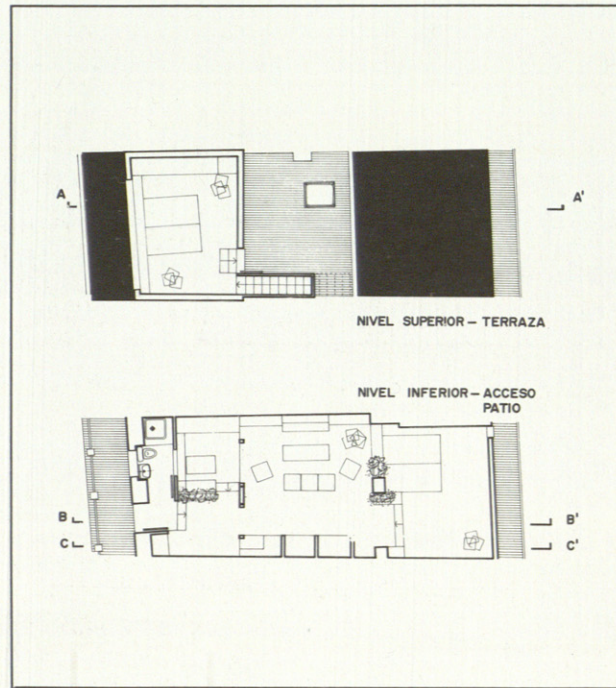 A
A'
NIVEL SUPERIOR – TERRAZA
NIVEL INFERIOR – ACCESO
PATIO
B
B'
C
C'